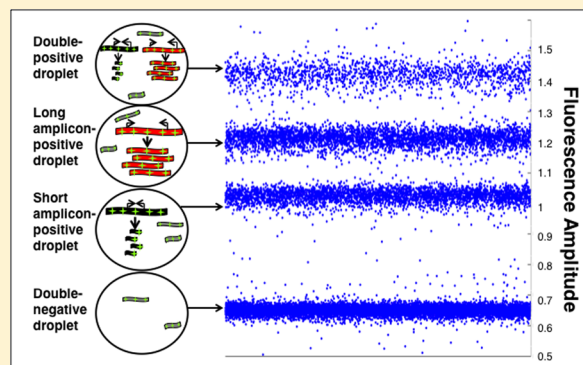 Double-
positive
droplet
Long
amplicon-
positive
droplet
Short
amplicon-
positive
droplet
Double-
negative
droplet
1.5
1.4
1.3
1.2
1.1
1
0.9
0.8
0.7
0.6
0.5
Fluorescence Amplitude